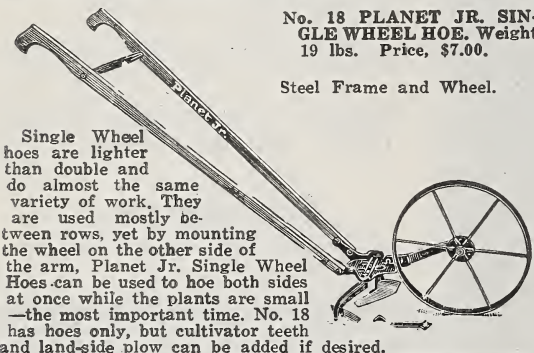 No. 18 PLANET JR. SIN-
GLE WHEEL HOE. Weight
19 lbs. Price, $7.00.
Steel Frame and Wheel.
Planet Jr.
Single Wheel
hoes are lighter
than double and
do almost the same
variety of work. They
are used mostly be-
tween rows, yet by mounting
the wheel on the other side of
the arm, Planet Jr. Single Wheel
Hoes can be used to hoe both sides
at once while the plants are small
—the most important time. No. 18
has hoes only, but cultivator teeth
and land-side plow can be added if desired.